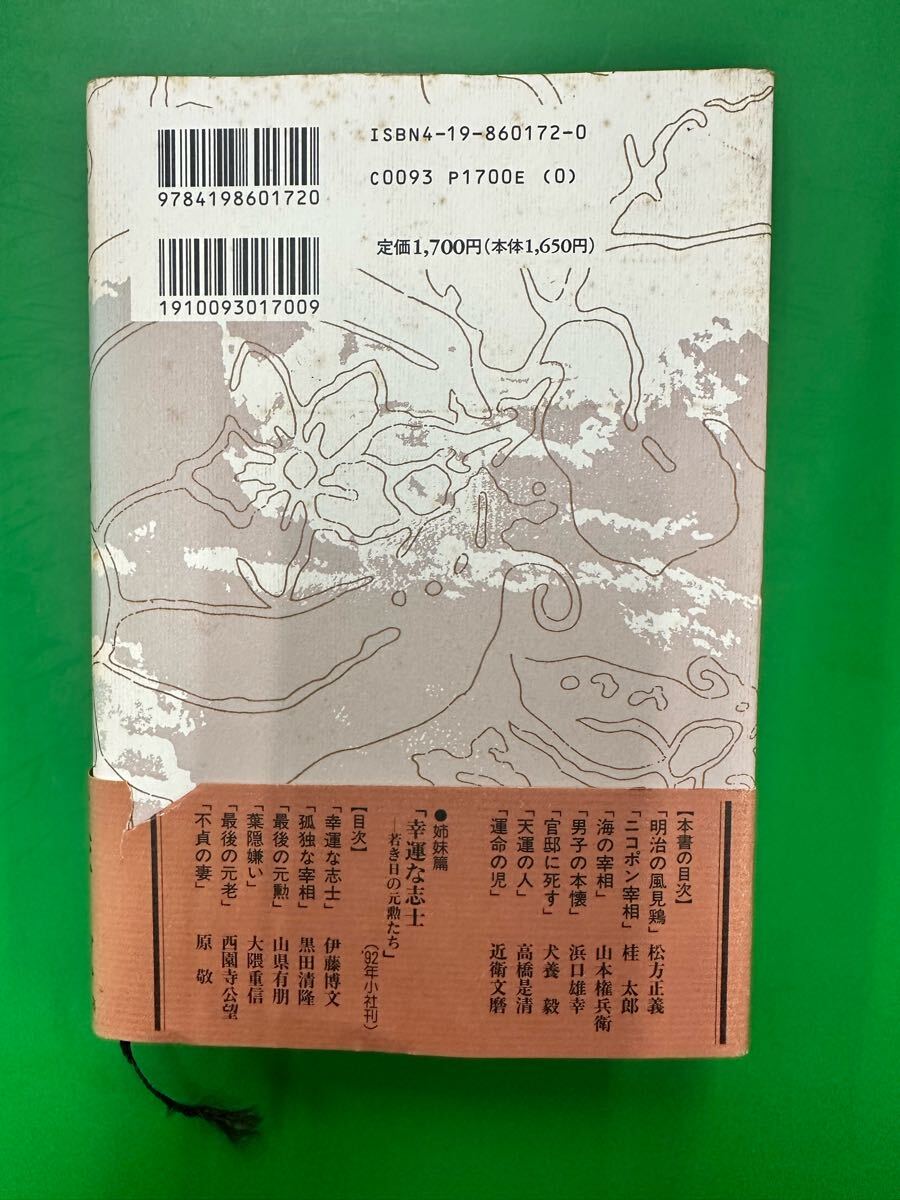 ISBN4-19-860172-0
C0093 P1700E (0)
定価1,700円(本体1,650円)
9784198601720
1910093017009
【本書の目次】
「明治の風見鶏」 松方正義
「ニコポン宰相」 桂 太郎
「海の宰相」 山本権兵衛
「男子の本懐」 浜口雄幸
「官邸に死す」 犬養 毅
「天運の人」 高橋是清
「運命の児」 近衛文麿
●姉妹篇
「幸運な志士
─若き日の元勲たち」
('92年小社刊)
【目次】
「幸運な志士」 伊藤博文
「孤独な宰相」 黒田清隆
「最後の元勲」 山県有朋
「葉隠嫌い」 大隈重信
「最後の元老」 西園寺公望
「不貞の妻」 原 敬